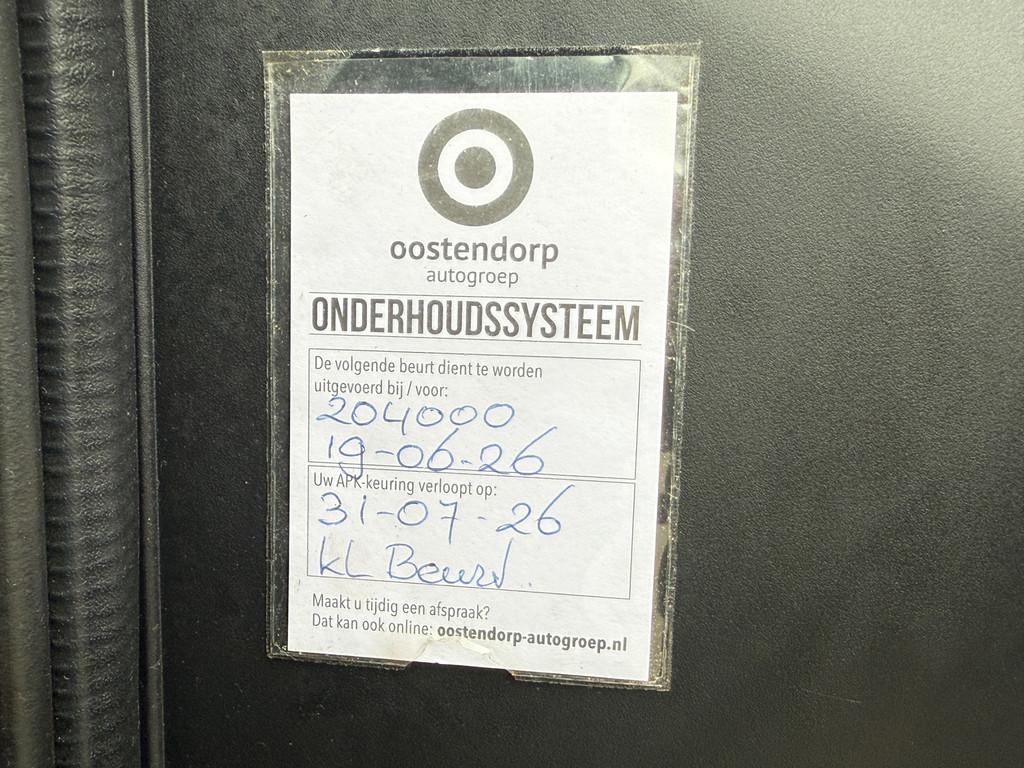 oostendorp
autogroep
ONDERHOUDSSYSTEEM
De volgende beurt dient te worden
uitgevoerd bij / voor:
204000
19-06-26
Uw APK-keuring verloopt op:
31-07-26
KL Beurt.
Maakt u tijdig een afspraak?
Dat kan ook online: oostendorp-autogroep.nl